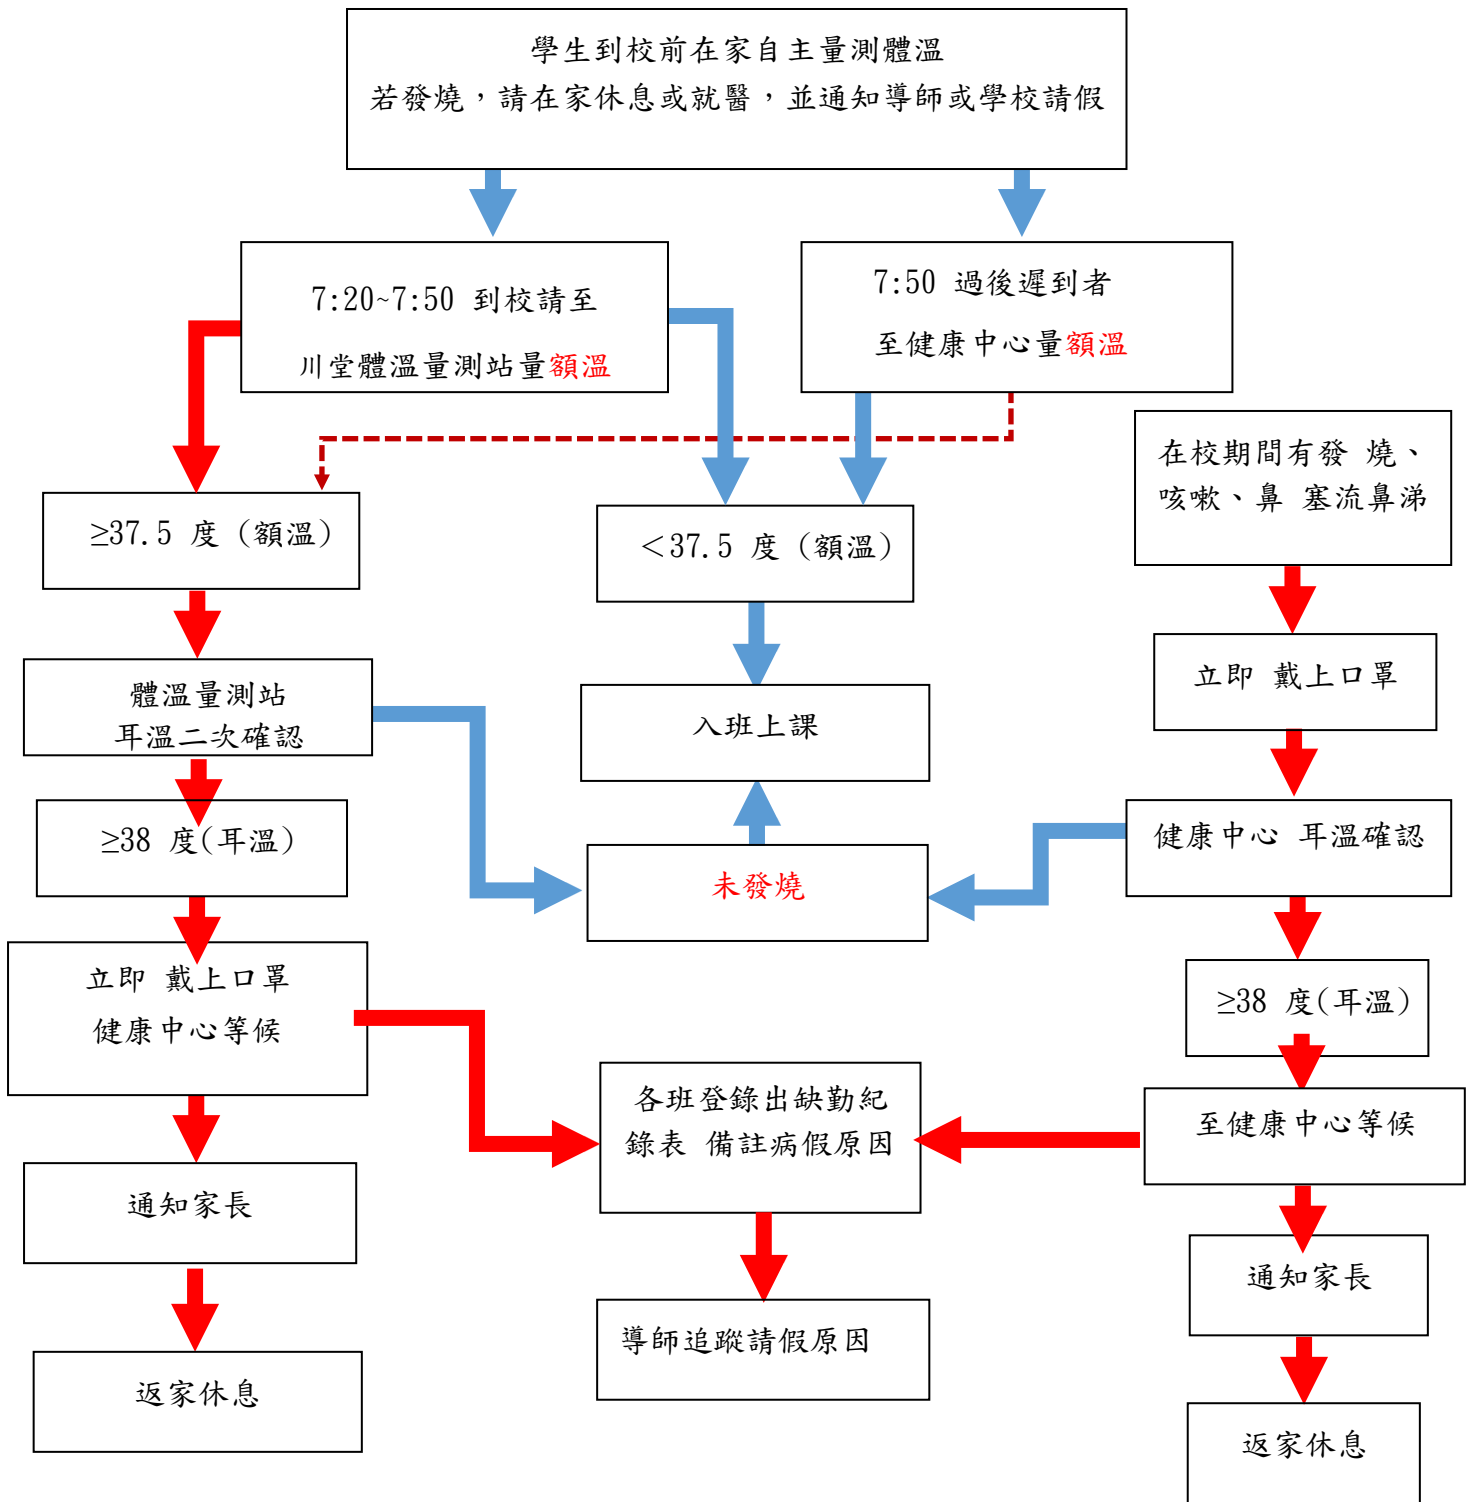 學生到校前在家自主量測體溫
若發燒，請在家休息或就醫，並通知導師或學校請假
7:20~7:50 到校請至
川堂體溫量測站量額溫
7:50 過後遲到者
至健康中心量額溫
在校期間有發 燒、
咳嗽、鼻 塞流鼻涕
≥37.5 度（額溫）
＜37.5 度（額溫）
立即 戴上口罩
體溫量測站
耳溫二次確認
入班上課
≥38 度(耳溫)
未發燒
健康中心 耳溫確認
立即 戴上口罩
健康中心等候
≥38 度(耳溫)
各班登錄出缺勤紀
錄表 備註病假原因
至健康中心等候
通知家長
通知家長
導師追蹤請假原因
返家休息
返家休息